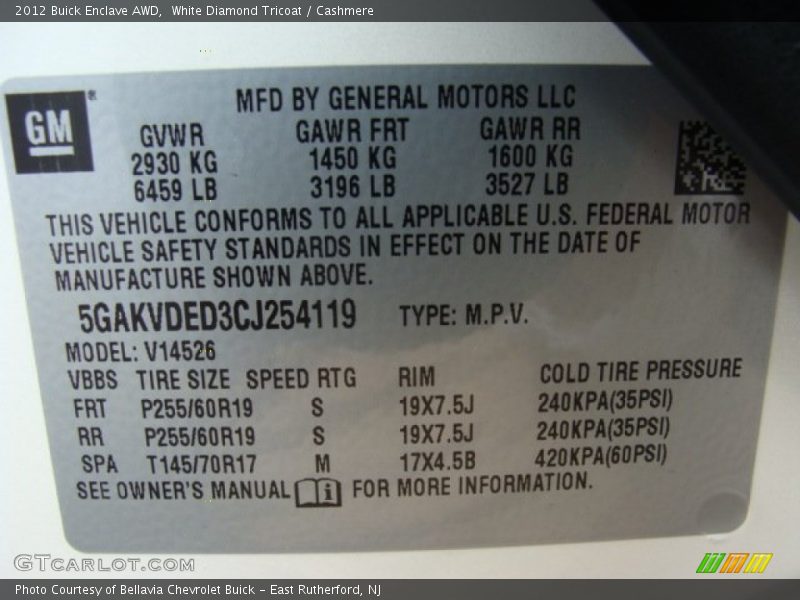 2012 Buick Enclave AWD,  White Diamond Tricoat / Cashmere
GM ®
MFD BY GENERAL MOTORS LLC
GVWR GAWR FRT GAWR RR
2930 KG 1450 KG 1600 KG
6459 LB 3196 LB 3527 LB
THIS VEHICLE CONFORMS TO ALL APPLICABLE U.S. FEDERAL MOTOR
VEHICLE SAFETY STANDARDS IN EFFECT ON THE DATE OF
MANUFACTURE SHOWN ABOVE.
5GAKVDED3CJ254119 TYPE: M.P.V.
MODEL: V14526
VBBS TIRE SIZE SPEED RTG RIM COLD TIRE PRESSURE
FRT P255/60R19 S 19X7.5J 240KPA(35PSI)
RR P255/60R19 S 19X7.5J 240KPA(35PSI)
SPA T145/70R17 M 17X4.5B 420KPA(60PSI)
SEE OWNER'S MANUAL i FOR MORE INFORMATION.
GTCARLOT.COM
Photo Courtesy of Bellavia Chevrolet Buick - East Rutherford, NJ